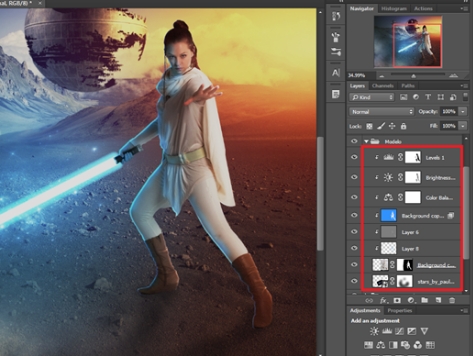 ual, RGB/8) *
Navigator Histogram Actions
24.99%
Layers Channels Paths
Kind
Normal Opacity: 100%
Lock: Fill: 100%
Models
Levels 1
Brightness...
Color Bala...
Background cop...
Layer 6
Layer 8
Background c...
stars_by_paul...
fx
Adjustments Properties
Add an adjustment